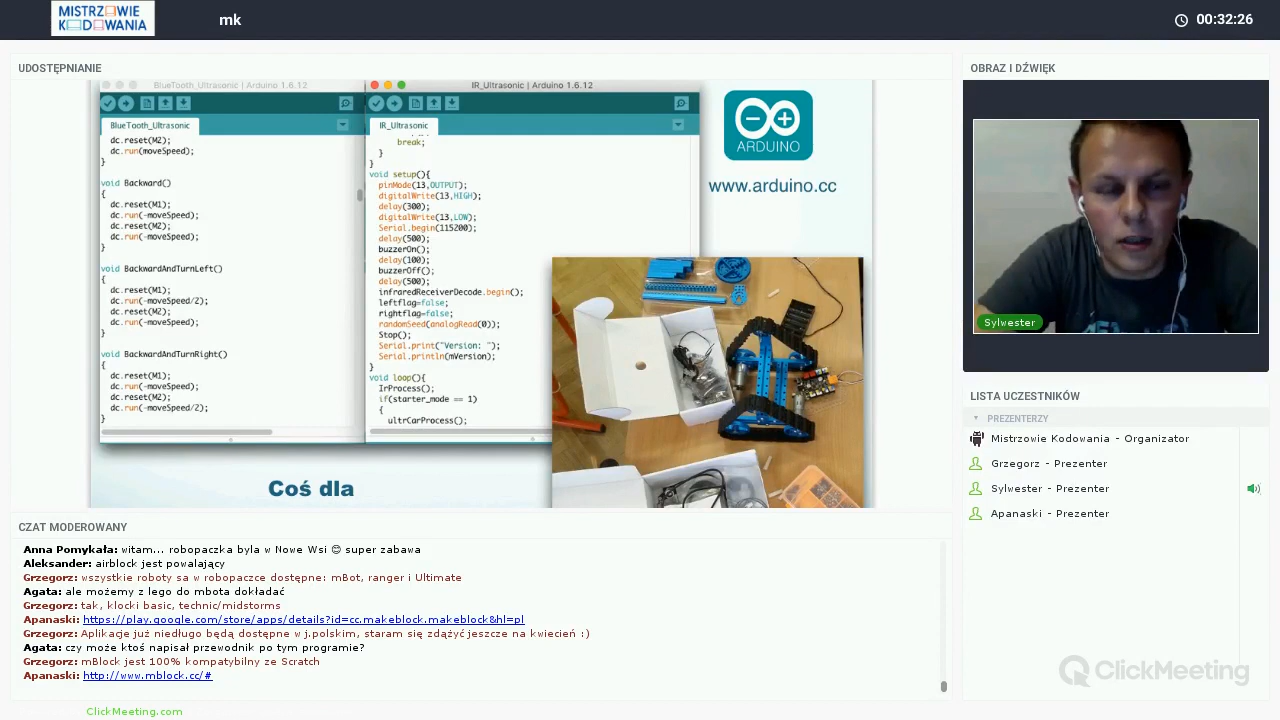 MISTRZOWIE
KODOWANIA
mk
00:32:26
UDOSTĘPNIANIE
BlueTooth_Ultrasonic | Arduino 1.6.12
BlueTooth_Ultrasonic
dc.reset(M2);
dc.run(moveSpeed);
}
void Backward()
{
dc.reset(M1);
dc.run(-moveSpeed);
dc.reset(M2);
dc.run(-moveSpeed);
}
void BackwardAndTurnLeft()
{
dc.reset(M1);
dc.run(-moveSpeed/2);
dc.reset(M2);
dc.run(-moveSpeed);
}
void BackwardAndTurnRight()
{
dc.reset(M1);
dc.run(-moveSpeed);
dc.reset(M2);
dc.run(-moveSpeed/2);
}
IR_Ultrasonic | Arduino 1.6.12
IR_Ultrasonic
break;
}
}
void setup(){
pinMode(13,OUTPUT);
digitalWrite(13,HIGH);
delay(300);
digitalWrite(13,LOW);
Serial.begin(115200);
delay(500);
buzzerOn();
delay(100);
buzzerOff();
delay(500);
infraredReceiverDecode.begin();
leftflag=false;
rightflag=false;
randomSeed(analogRead(0));
Stop();
Serial.print("Version: ");
Serial.println(mVersion);
}
void loop(){
IrProcess();
if(starter_mode == 1)
{
ultrCarProcess();
ARDUINO
www.arduino.cc
Coś dla
OBRAZ I DŹWIĘK
Sylwester
LISTA UCZESTNIKÓW
PREZENTERZY
Mistrzowie Kodowania - Organizator
Grzegorz - Prezenter
Sylwester - Prezenter
Apanaski - Prezenter
CZAT MODEROWANY
Anna Pomykała: witam... robopaczka byla w Nowe Wsi 😊 super zabawa
Aleksander: airblock jest powalający
Grzegorz: wszystkie roboty sa w robopaczce dostępne: mBot, ranger i Ultimate
Agata: ale możemy z lego do mbota dokładać
Grzegorz: tak, klocki basic, technic/midstorms
Apanaski: https://play.google.com/store/apps/details?id=cc.makeblock.makeblock&hl=pl
Grzegorz: Aplikacje już niedługo będą dostępne w j.polskim, staram się zdążyć jeszcze na kwiecień :)
Agata: czy może ktoś napisał przewodnik po tym programie?
Grzegorz: mBlock jest 100% kompatybilny ze Scratch
Apanaski: http://www.mblock.cc/#
ClickMeeting
ClickMeeting.com